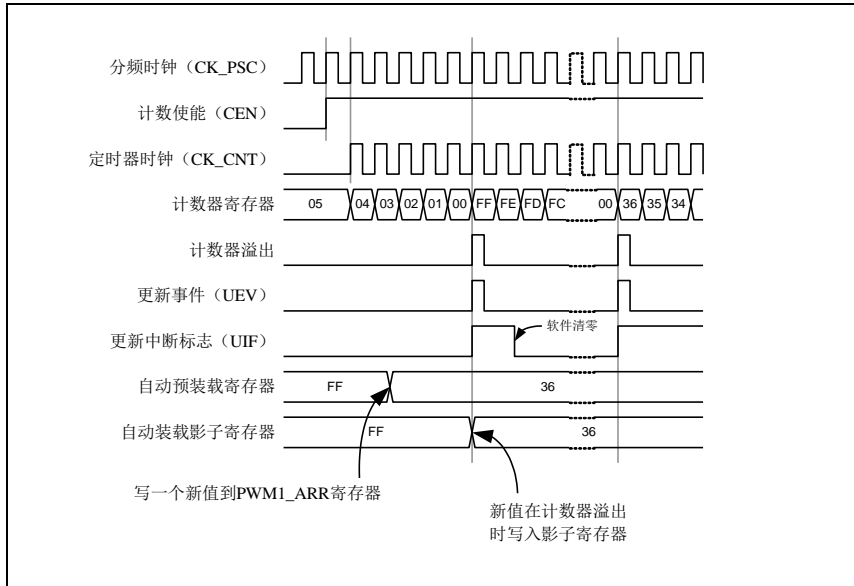 分频时钟（CK_PSC）
计数使能（CEN）
定时器时钟（CK_CNT）
计数器寄存器 05 04 03 02 01 00 FF FE FD FC 00 36 35 34
计数器溢出
更新事件（UEV）
更新中断标志（UIF） 软件清零
自动预装载寄存器 FF 36
自动装载影子寄存器 FF 36
写一个新值到PWM1_ARR寄存器
新值在计数器溢出
时写入影子寄存器